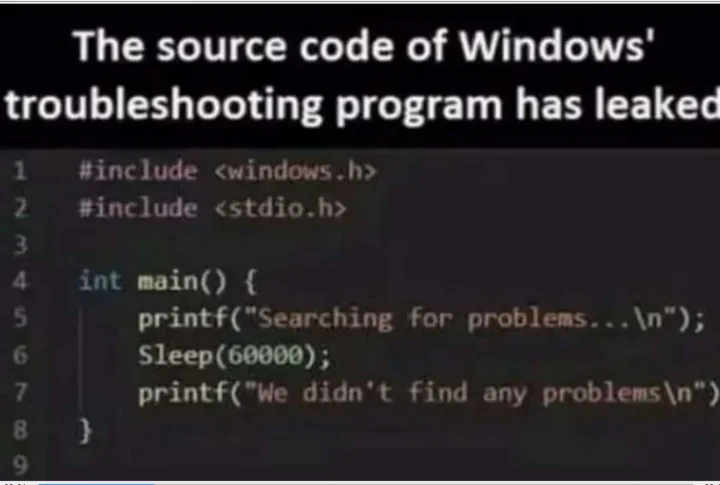 The source code of Windows'
troubleshooting program has leaked
1 #include <windows.h>
2 #include <stdio.h>
3
4 int main() {
5 printf("Searching for problems...\n");
6 Sleep(60000);
7 printf("We didn't find any problems\n")
8 }
9